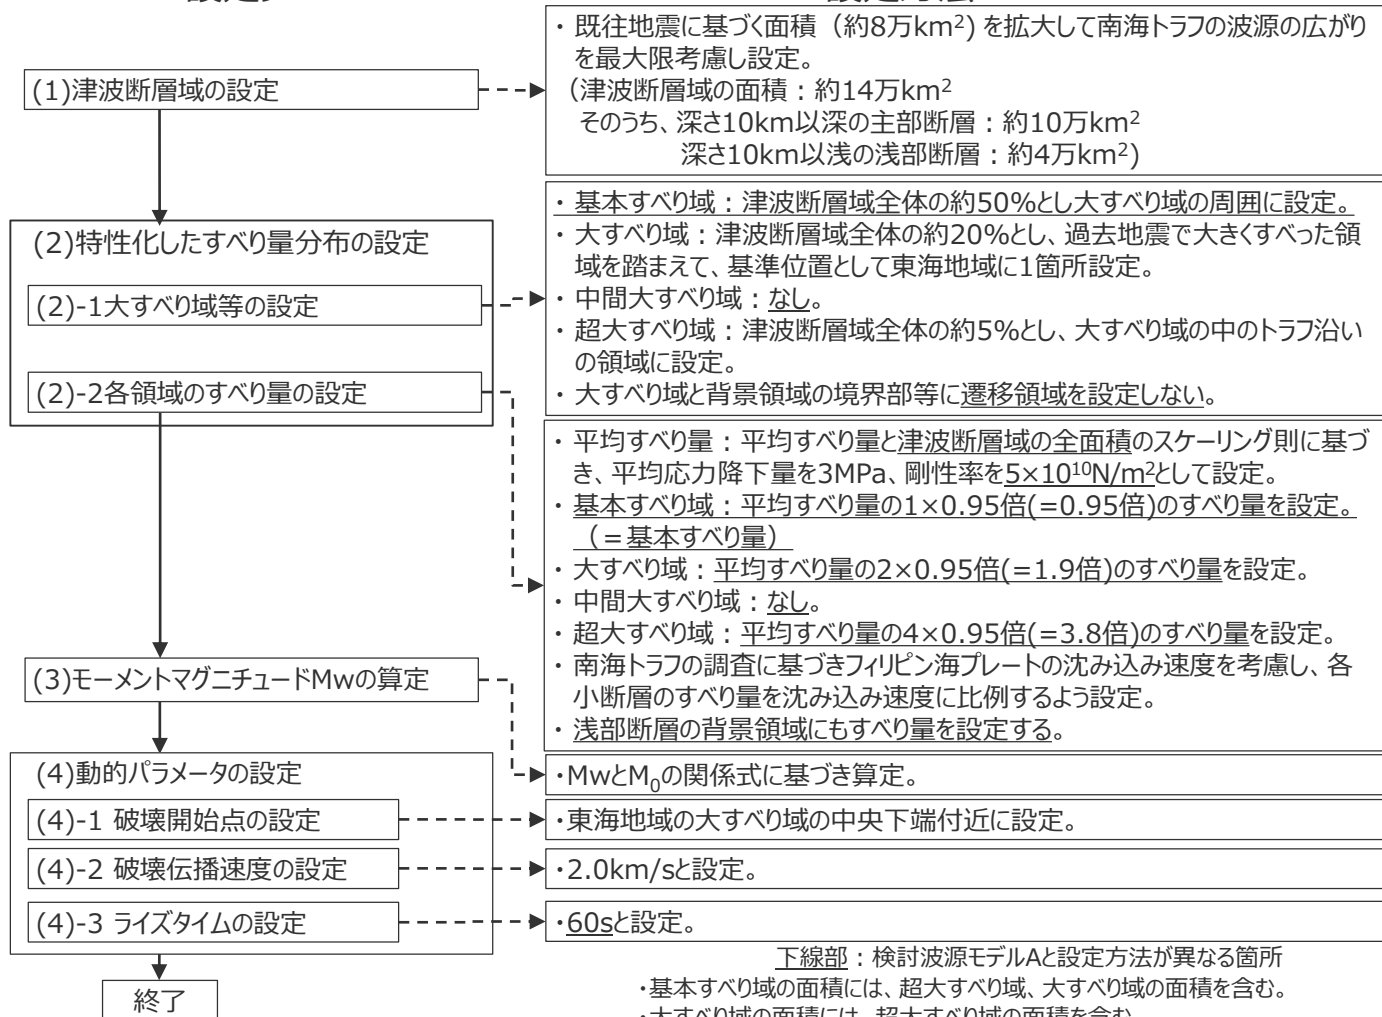 ・ 既往地震に基づく面積（約8万km2) を拡大して南海トラフの波源の広がり
を最大限考慮し設定。
(1)津波断層域の設定
（津波断層域の面積：約14万km2
そのうち、深さ10km以深の主部断層：約10万km2
深さ10km以浅の浅部断層：約4万km2)
・ 基本すべり域：津波断層域全体の約50%とし大すべり域の周囲に設定。
(2)特性化したすべり量分布の設定
・ 大すべり域：津波断層域全体の約20%とし、過去地震で大きくすべった領
域を踏まえて、基準位置として東海地域に1箇所設定。
(2)-1大すべり域等の設定
・ 中間大すべり域：なし。
・ 超大すべり域：津波断層域全体の約5%とし、大すべり域の中のトラフ沿い
の領域に設定。
(2)-2各領域のすべり量の設定
・ 大すべり域と背景領域の境界部等に遷移領域を設定しない。
・ 平均すべり量：平均すべり量と津波断層域の全面積のスケーリング則に基づ
き、平均応力降下量を3MPa、剛性率を5×1010N/m2として設定。
・ 基本すべり域：平均すべり量の1×0.95倍(=0.95倍)のすべり量を設定。
（＝基本すべり量）
・ 大すべり域：平均すべり量の2×0.95倍(=1.9倍)のすべり量を設定。
・ 中間大すべり域：なし。
・ 超大すべり域：平均すべり量の4×0.95倍(=3.8倍)のすべり量を設定。
・ 南海トラフの調査に基づきフィリピン海プレートの沈み込み速度を考慮し、各
小断層のすべり量を沈み込み速度に比例するよう設定。
・ 浅部断層の背景領域にもすべり量を設定する。
(3)モーメントマグニチュードMwの算定
・MwとM0の関係式に基づき算定。
(4)動的パラメータの設定
(4)-1 破壊開始点の設定
・東海地域の大すべり域の中央下端付近に設定。
(4)-2 破壊伝播速度の設定
・2.0km/sと設定。
(4)-3 ライズタイムの設定
・60sと設定。
下線部：検討波源モデルAと設定方法が異なる箇所
終了
・基本すべり域の面積には、超大すべり域、大すべり域の面積を含む。
・大すべり域の面積には、超大すべり域の面積を含む